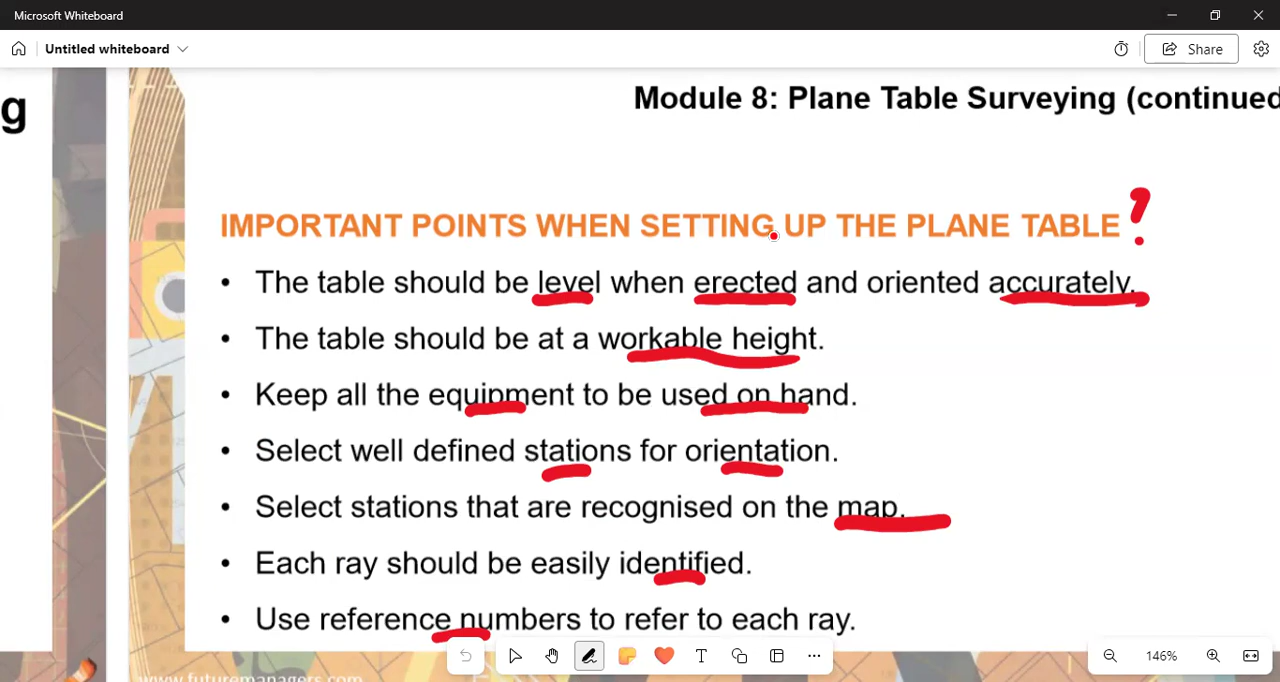 Microsoft Whiteboard
Untitled whiteboard
Share
g
Module 8: Plane Table Surveying (continued
IMPORTANT POINTS WHEN SETTING UP THE PLANE TABLE !
• The table should be level when erected and oriented accurately.
• The table should be at a workable height.
• Keep all the equipment to be used on hand.
• Select well defined stations for orientation.
• Select stations that are recognised on the map.
• Each ray should be easily identified.
• Use reference numbers to refer to each ray.
T
146%
www.futuremanagers.com